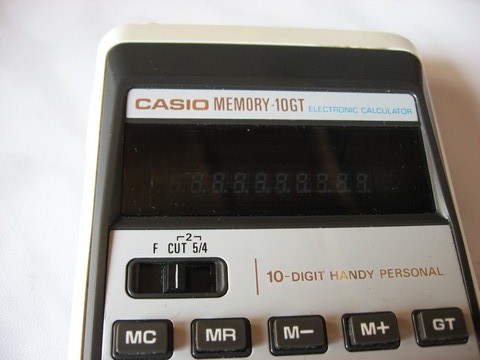 CASIO MEMORY-10GT ELECTRONIC CALCULATOR
2
F CUT 5/4
10-DIGIT HANDY PERSONAL
MC MR M− M+ GT